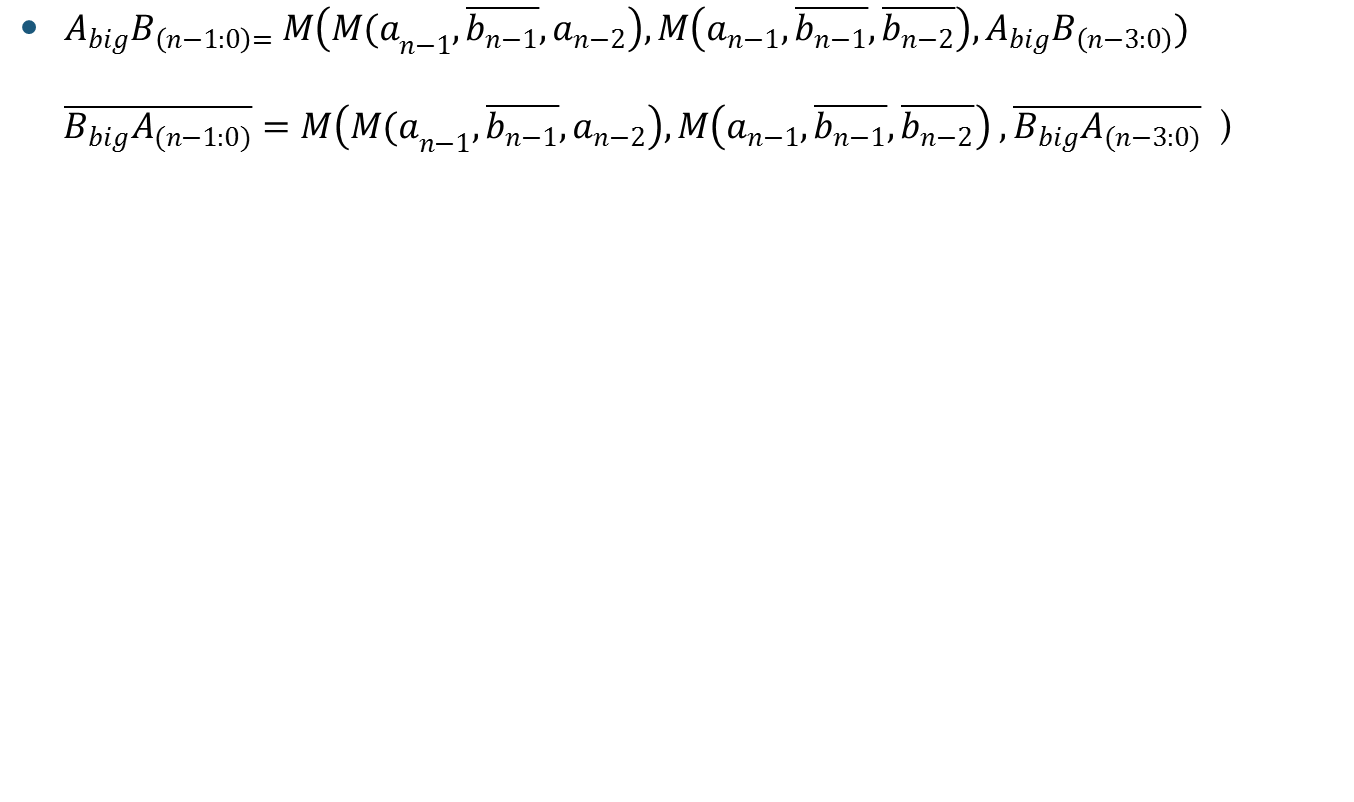 • $A_{big}B_{(n-1:0)=} M(M(a_{n-1},\overline{b_{n-1}},a_{n-2}),M(a_{n-1},\overline{b_{n-1}},\overline{b_{n-2}}),A_{big}B_{(n-3:0)})$
$\overline{B_{big}A_{(n-1:0)}} = M(M(a_{n-1},\overline{b_{n-1}},a_{n-2}),M(a_{n-1},\overline{b_{n-1}},\overline{b_{n-2}}),\overline{B_{big}A_{(n-3:0)}})$